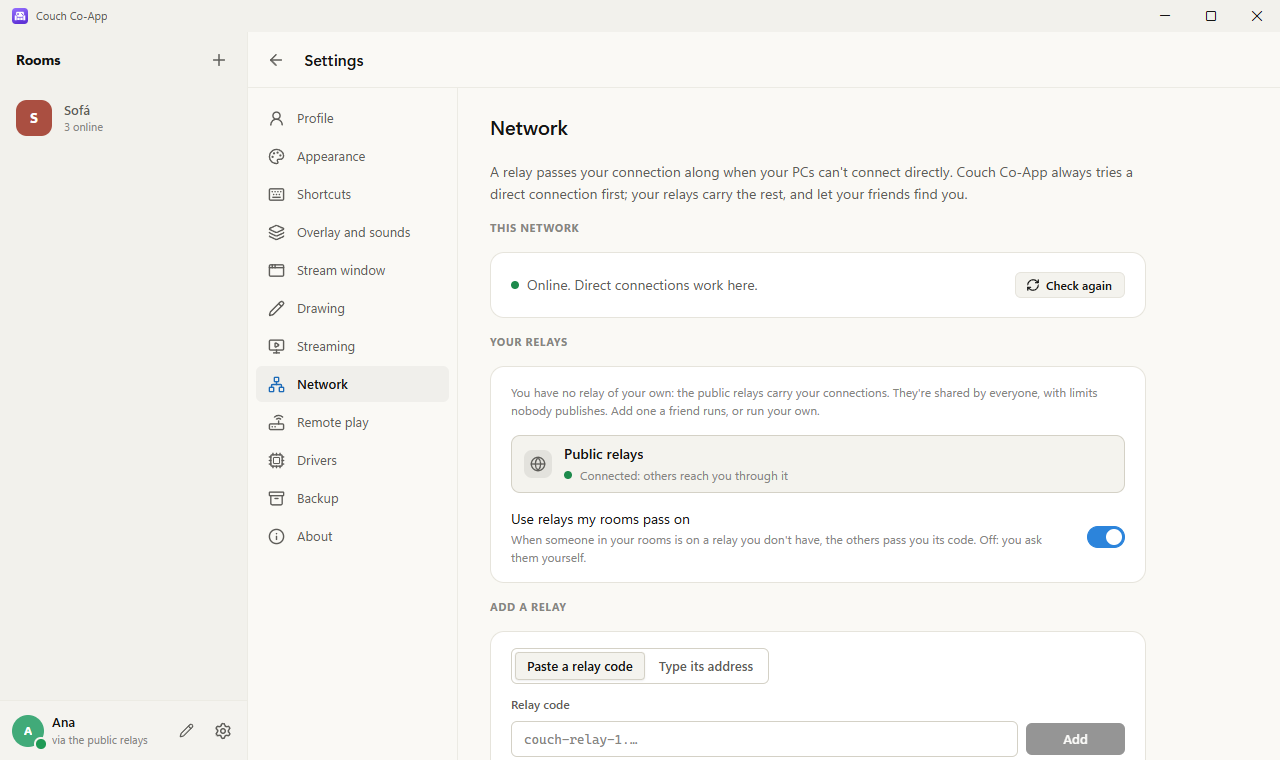 Couch Co-App
Rooms
S
Sofá
3 online
A
Ana
via the public relays
Settings
Profile
Appearance
Shortcuts
Overlay and sounds
Stream window
Drawing
Streaming
Network
Remote play
Drivers
Backup
About
Network
A relay passes your connection along when your PCs can't connect directly. Couch Co-App always tries a
direct connection first; your relays carry the rest, and let your friends find you.
THIS NETWORK
Online. Direct connections work here.
Check again
YOUR RELAYS
You have no relay of your own: the public relays carry your connections. They're shared by everyone, with limits
nobody publishes. Add one a friend runs, or run your own.
Public relays
Connected: others reach you through it
Use relays my rooms pass on
When someone in your rooms is on a relay you don't have, the others pass you its code. Off: you ask
them yourself.
ADD A RELAY
Paste a relay code
Type its address
Relay code
couch-relay-1.…
Add